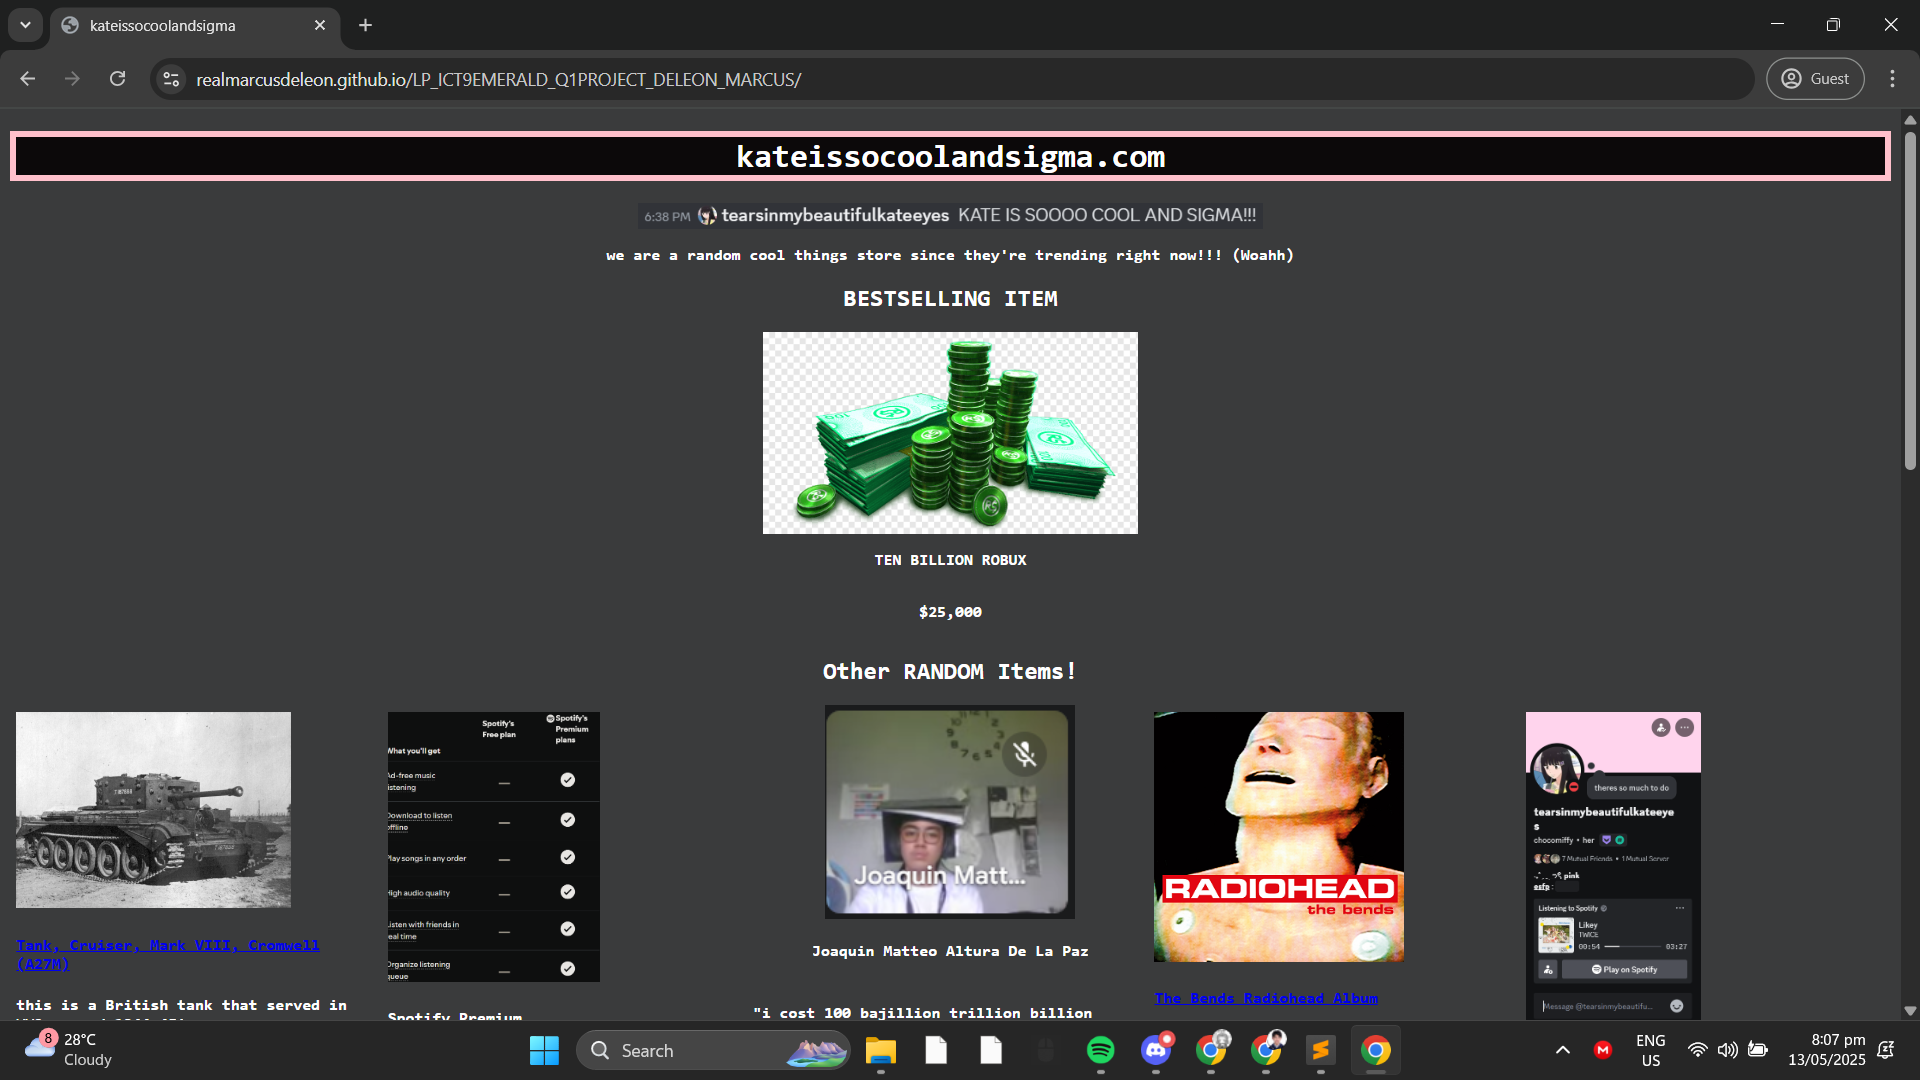 kateissocoolandsigma
realmarcusdeleon.github.io/LP_ICT9EMERALD_Q1PROJECT_DELEON_MARCUS/
Guest
kateissocoolandsigma.com
6:38 PM tearsinmybeautifulkateeyes KATE IS SOOOO COOL AND SIGMA!!!
we are a random cool things store since they're trending right now!!! (Woahh)
BESTSELLING ITEM
TEN BILLION ROBUX
$25,000
Other RANDOM Items!
Tank, Cruiser, Mark VIII, Cromwell
(A27M)
this is a British tank that served in
Spotify's
Free plan
Spotify's
Premium
plans
What you'll get
Ad-free music
listening
Download to listen
offline
Play songs in any order
High audio quality
Listen with friends in
real time
Organize listening
queue
Spotify Premium
Joaquin Matt...
Joaquin Matteo Altura De La Paz
"i cost 100 bajillion trillion billion
RADIOHEAD
the bends
The Bends Radiohead Album
theres so much to do
tearsinmybeautifulkateeye
s
chocomiffy • her
7 Mutual Friends • 1 Mutual Server
pink
esfp :
Listening to Spotify
Likey
TWICE
00:54
03:27
Play on Spotify
Message @tearsinmybeautifu...
8
28°C
Cloudy
Search
ENG
US
8:07 pm
13/05/2025